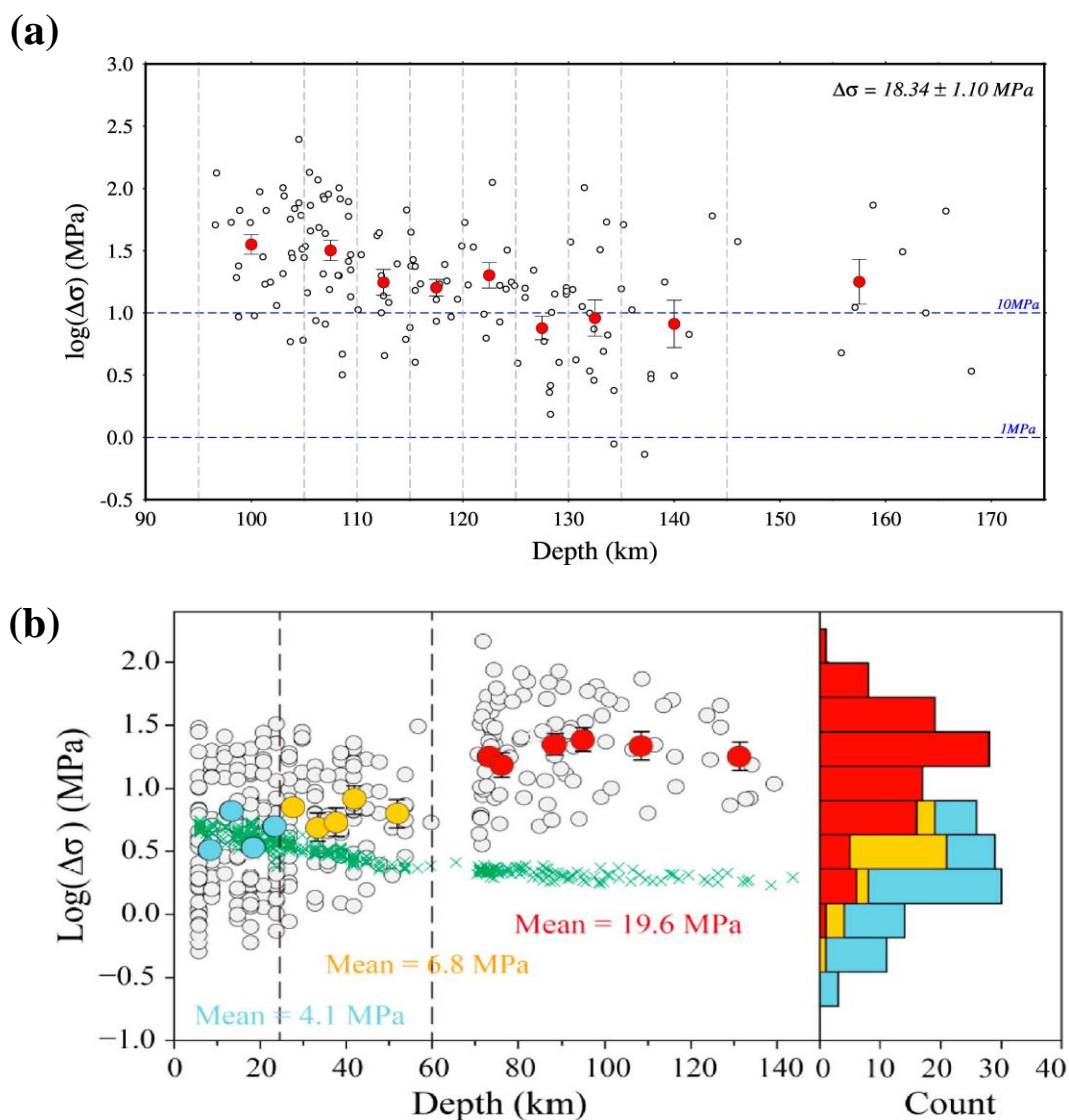 (a)
3.0
2.5
2.0
1.5
1.0
0.5
0.0
-0.5
log(Δσ) (MPa)
Δσ = 18.34 ± 1.10 MPa
10MPa
1MPa
90 100 110 120 130 140 150 160 170
Depth (km)
(b)
2.0
1.5
1.0
0.5
0.0
−0.5
−1.0
Log(Δσ) (MPa)
Mean = 19.6 MPa
Mean = 6.8 MPa
Mean = 4.1 MPa
0 20 40 60 80 100 120 140 0 10 20 30 40
Depth (km) Count